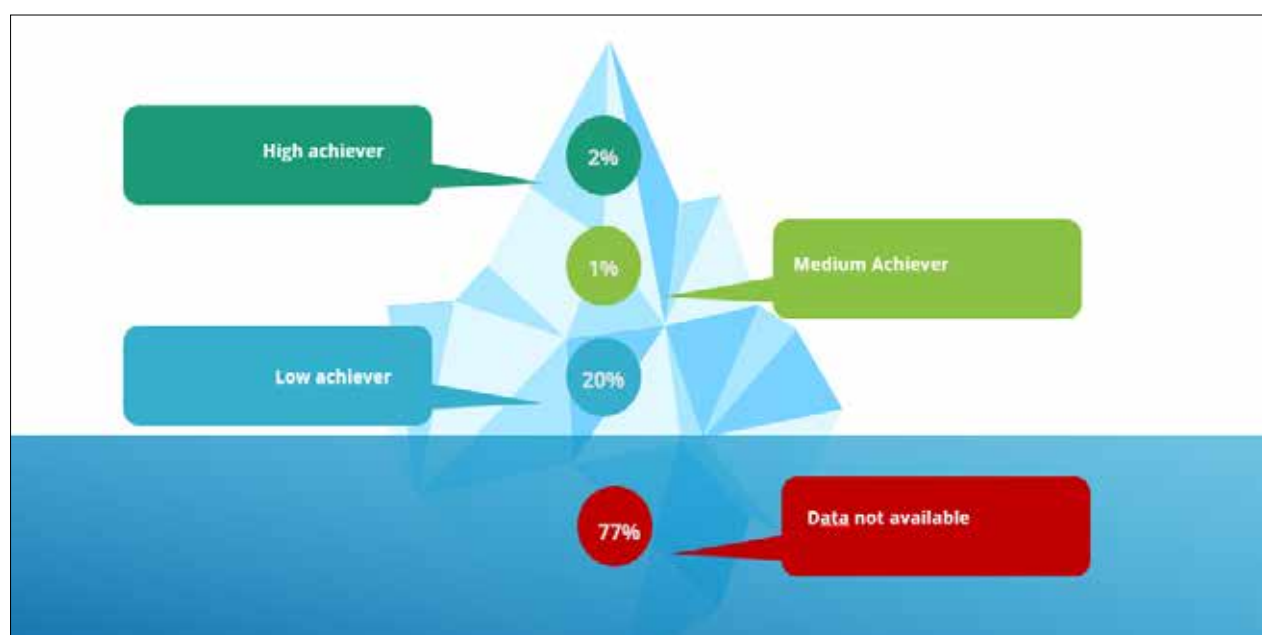 High achiever
2%
1%
Medium Achiever
Low achiever
20%
77%
Data not available